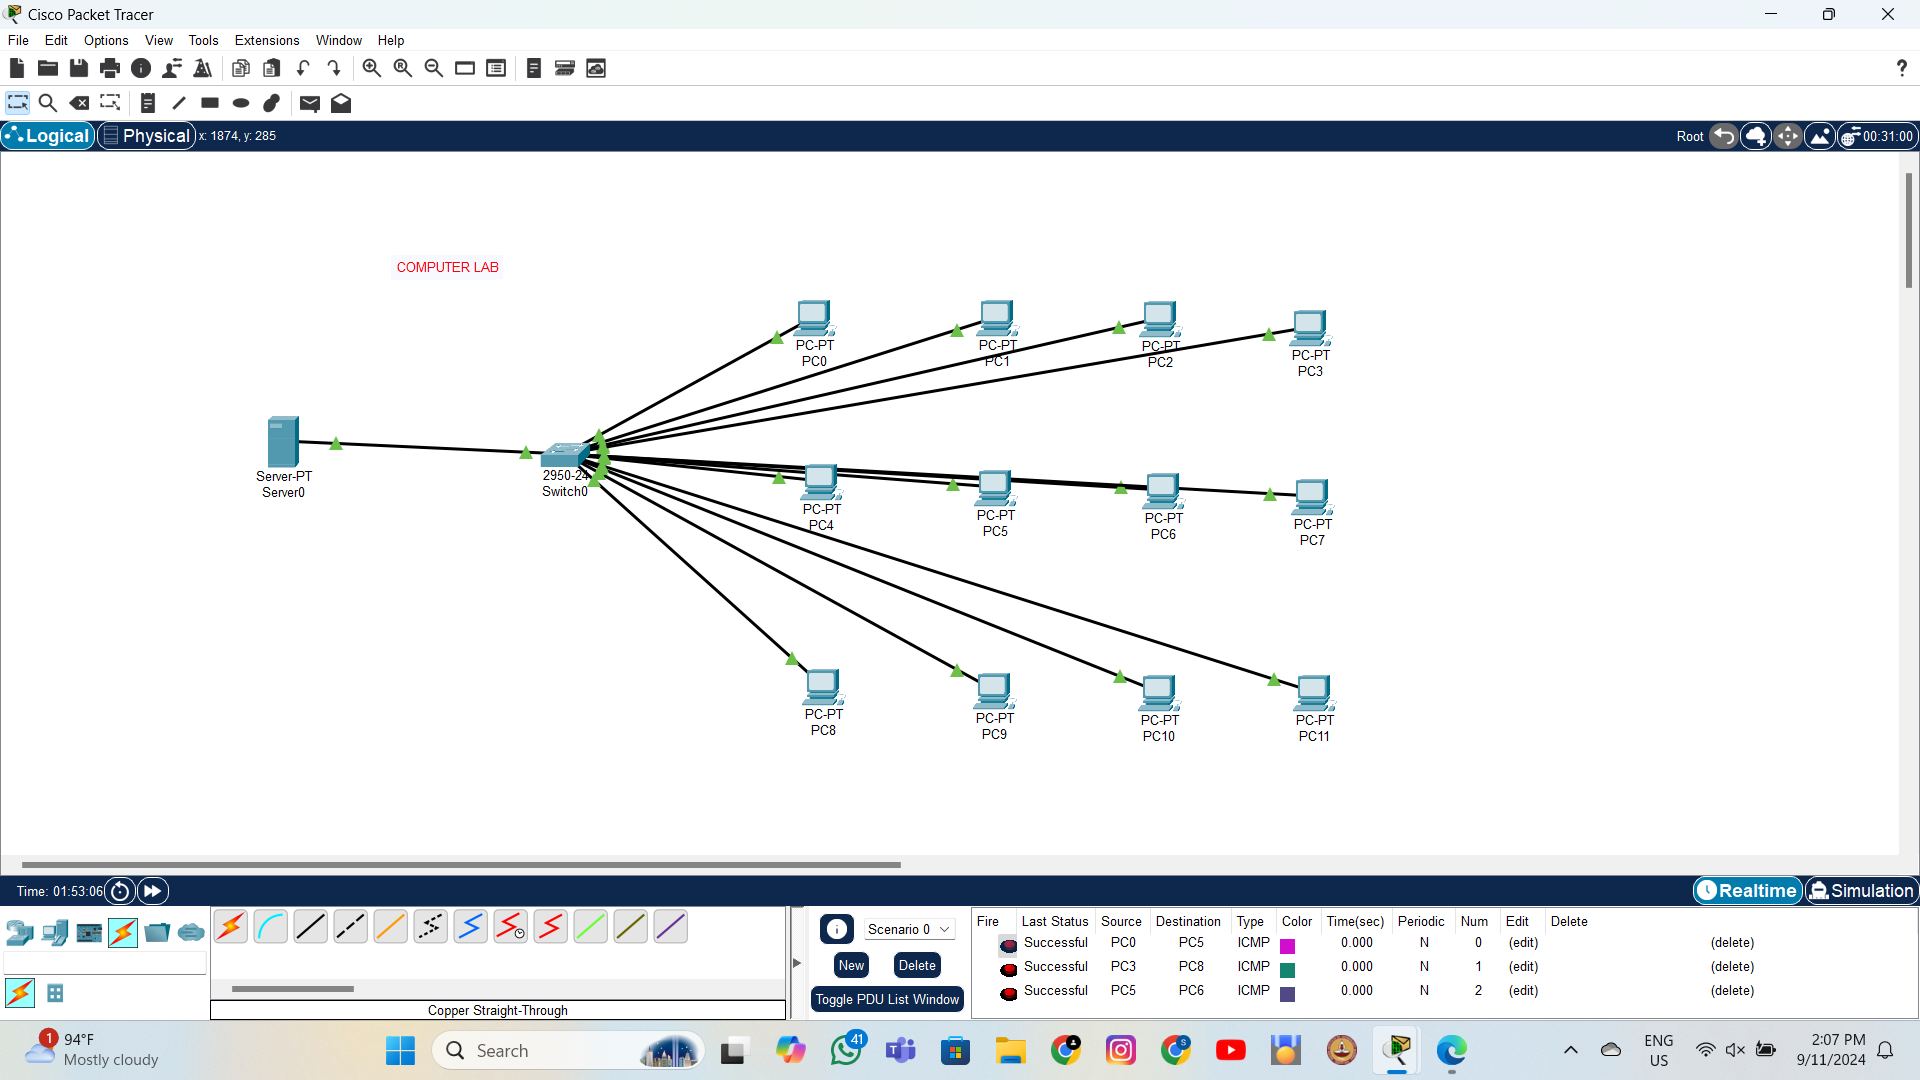 Cisco Packet Tracer
File Edit Options View Tools Extensions Window Help
?
Logical Physical x: 1874, y: 285 Root 00:31:00
COMPUTER LAB
PC-PT
PC0
PC-PT
PC1
PC-PT
PC2
PC-PT
PC3
Server-PT
Server0
2950-24
Switch0
PC-PT
PC4
PC-PT
PC5
PC-PT
PC6
PC-PT
PC7
PC-PT
PC8
PC-PT
PC9
PC-PT
PC10
PC-PT
PC11
Time: 01:53:06 Realtime Simulation
Copper Straight-Through
Scenario 0
New Delete
Toggle PDU List Window
Fire Last Status Source Destination Type Color Time(sec) Periodic Num Edit Delete
Successful PC0 PC5 ICMP 0.000 N 0 (edit) (delete)
Successful PC3 PC8 ICMP 0.000 N 1 (edit) (delete)
Successful PC5 PC6 ICMP 0.000 N 2 (edit) (delete)
1
94°F
Mostly cloudy
Search
41
S
ENG
US
2:07 PM
9/11/2024